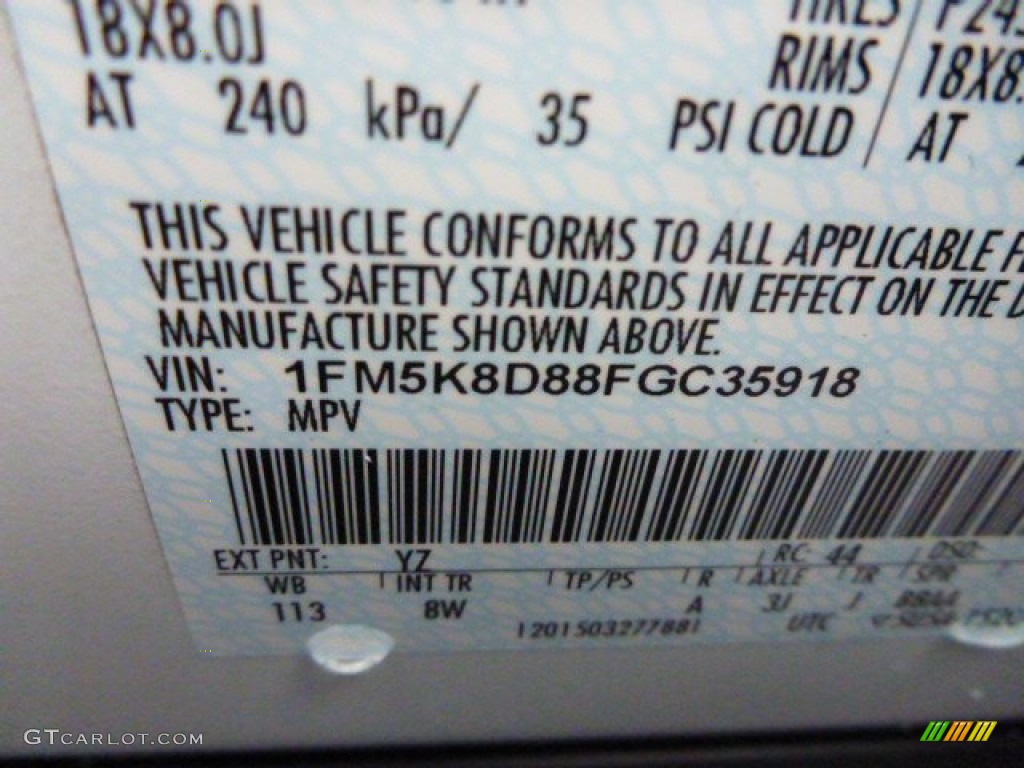 18X8.0J
TIRES
RIMS 18X8.
AT 240 kPa/ 35 PSI COLD AT
THIS VEHICLE CONFORMS TO ALL APPLICABLE
VEHICLE SAFETY STANDARDS IN EFFECT ON THE
MANUFACTURE SHOWN ABOVE.
VIN: 1FM5K8D88FGC35918
TYPE: MPV
EXT PNT: YZ RC: 44
WB INT TR TP/PS R AXLE TR SPR
113 8W A 3J
1201503277881 UTC
GTCARLOT.COM